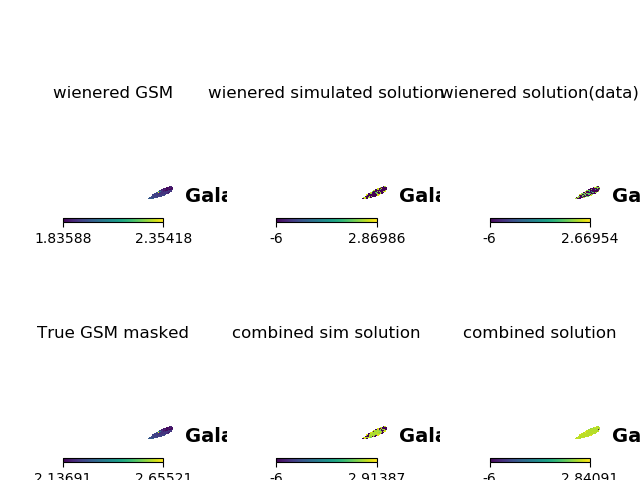 wienered GSM
wienered simulated solution
wienered solution(data)
Gala
Gala
Ga
1.83588 2.35418
-6 2.86986
-6 2.66954
True GSM masked
combined sim solution
combined solution
Gala
Gala
Ga
2.13691 2.65521
-6 2.91387
-6 2.84091